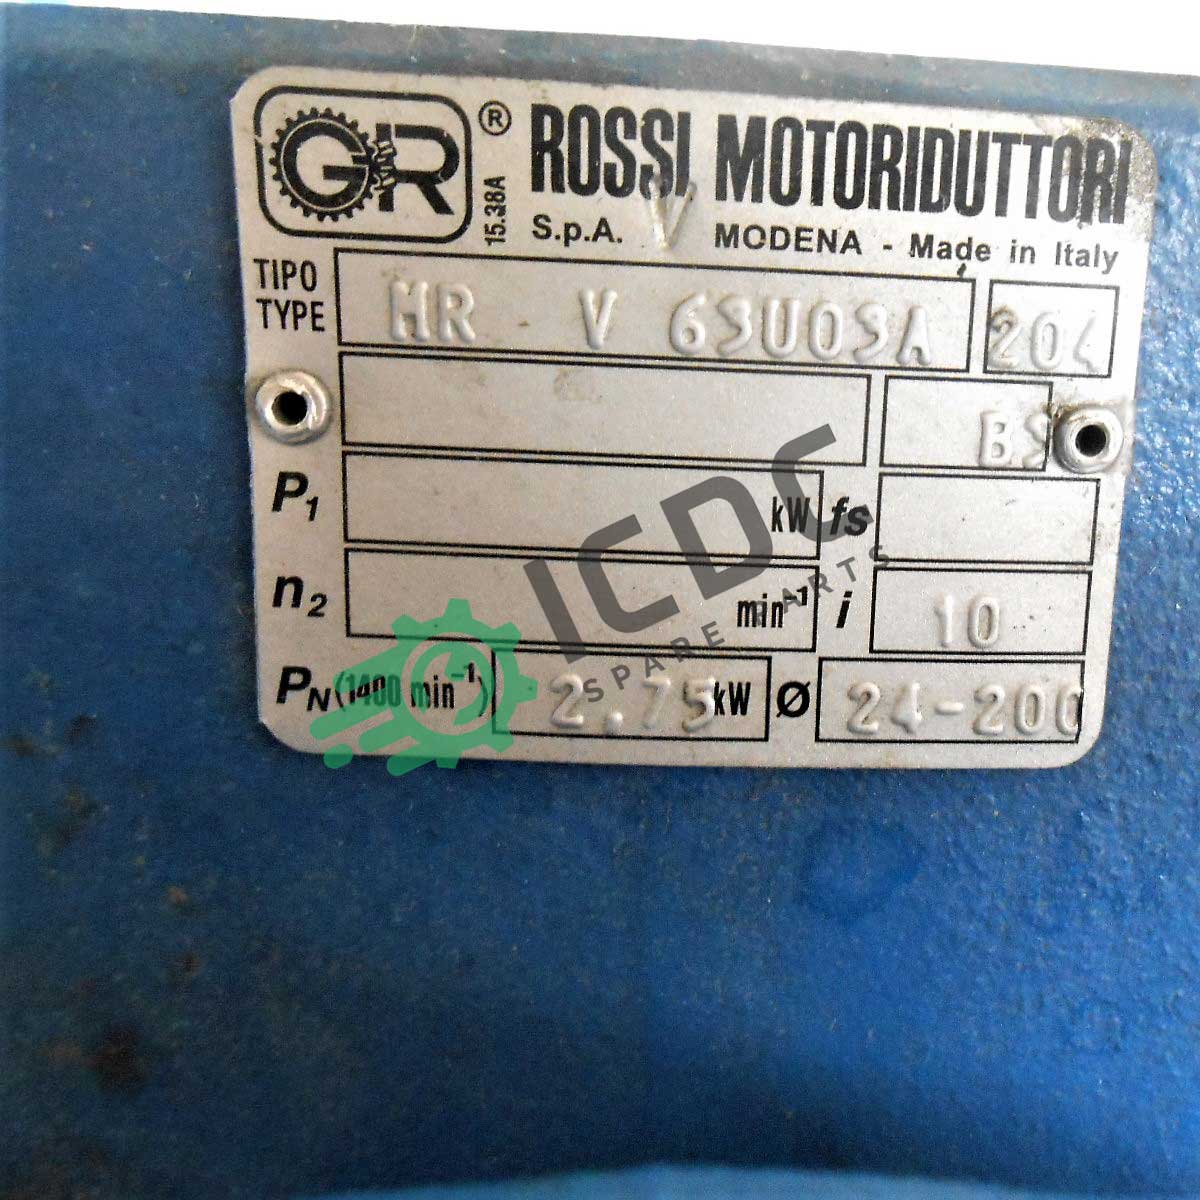 GR ® 15.38A ROSSI MOTORIDUTTORI
S.p.A. V MODENA - Made in Italy
TIPO
TYPE MR V 63U03A 204
P1 kW fs
n2 min-1 i 10
PN (1400 min-1) 2.75 kW Ø 24-200
ICDC
SPARE PARTS